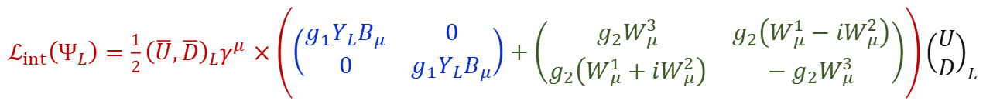 ℒ_int(Ψ_L) = 1/2 (U̅, D̅)_L γ^μ × ( ( g₁Y_L B_μ 0 ; 0 g₁Y_L B_μ ) + ( g₂W_μ^3 g₂(W_μ^1 − iW_μ^2) ; g₂(W_μ^1 + iW_μ^2) − g₂W_μ^3 ) ) ( U ; D )_L